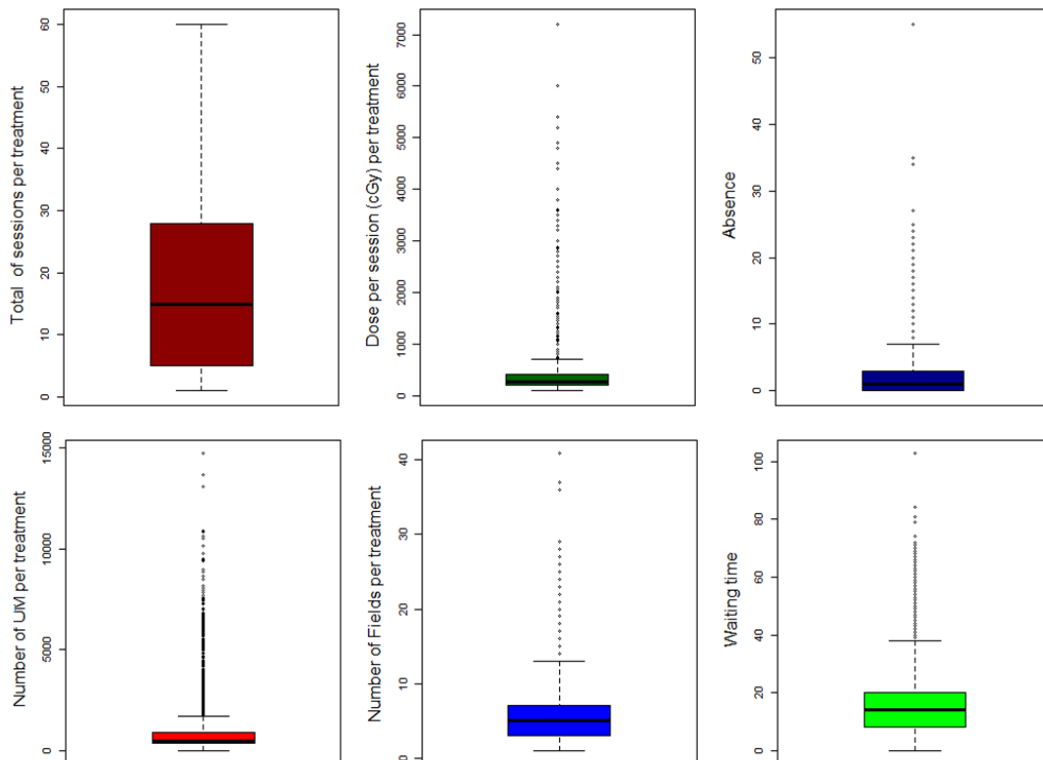 Total of sessions per treatment
0 10 20 30 40 50 60
Dose per session (cGy) per treatment
0 1000 2000 3000 4000 5000 6000 7000
Absence
0 10 20 30 40 50
Number of UM per treatment
0 5000 10000 15000
Number of Fields per treatment
0 10 20 30 40
Waiting time
0 20 40 60 80 100